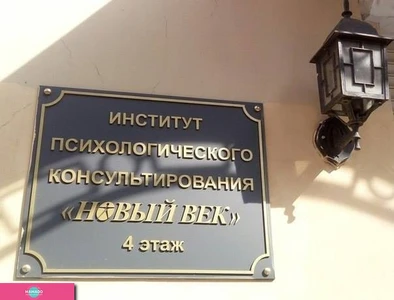 ИНСТИТУТ
ПСИХОЛОГИЧЕСКОГО
КОНСУЛЬТИРОВАНИЯ
«НОВЫЙ ВЕК»
4 этаж